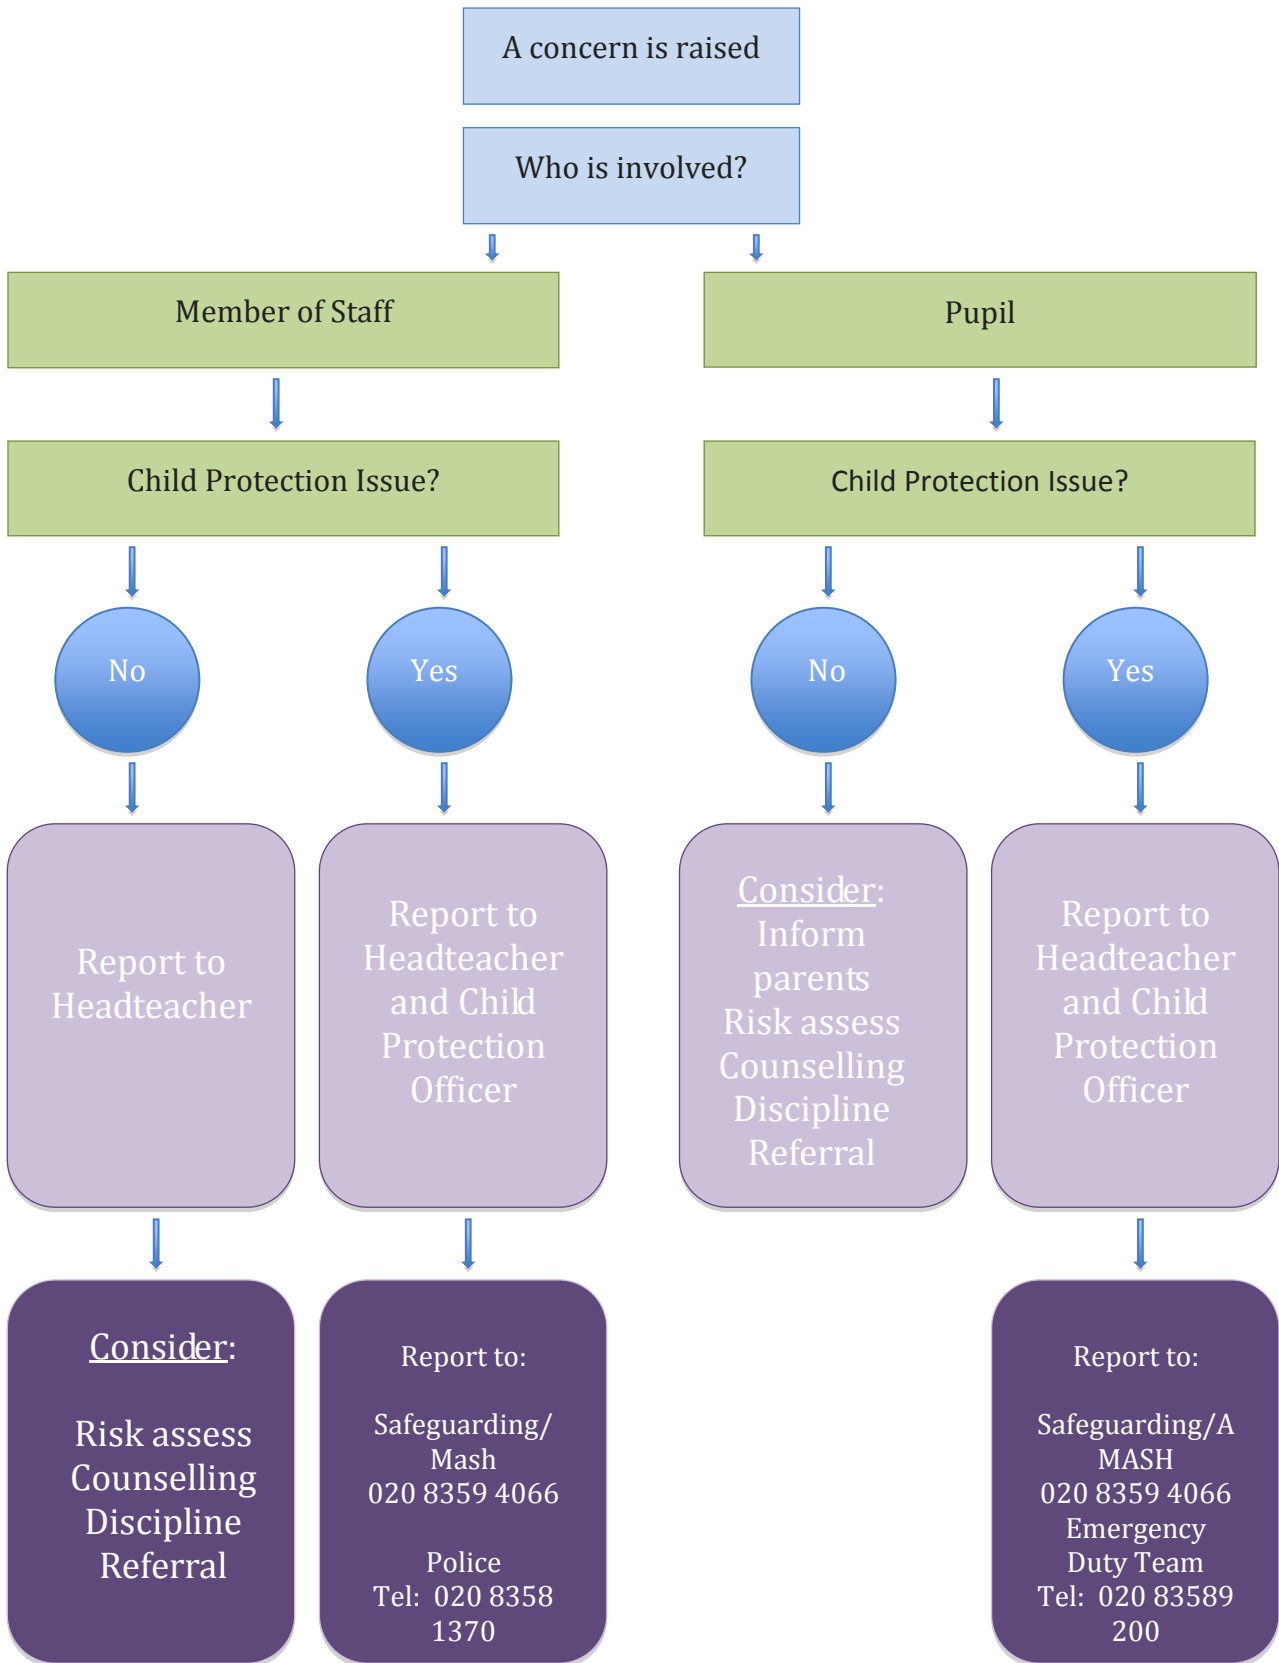 A concern is raised
Who is involved?
Member of Staff
Pupil
Child Protection Issue?
Child Protection Issue?
No
Yes
No
Yes
Report to
Headteacher
Report to
Headteacher
and Child
Protection
Officer
Consider:
Inform
parents
Risk assess
Counselling
Discipline
Referral
Report to
Headteacher
and Child
Protection
Officer
Consider:
Risk assess
Counselling
Discipline
Referral
Report to:
Safeguarding/
Mash
020 8359 4066
Police
Tel: 020 8358
1370
Report to:
Safeguarding/A
MASH
020 8359 4066
Emergency
Duty Team
Tel: 020 83589
200